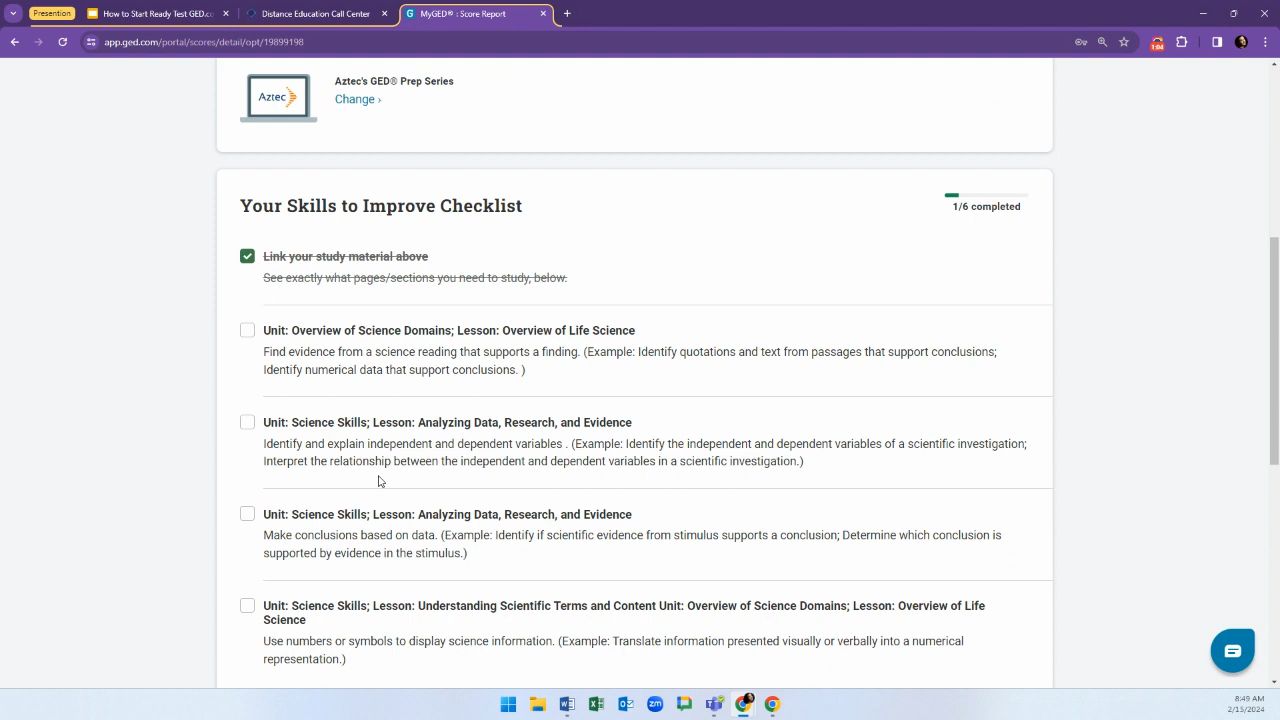 Presention
How to Start Ready Test GED.co
Distance Education Call Center
MyGED® : Score Report
app.ged.com/portal/scores/detail/opt/19899198
1:04
Aztec
Aztec's GED® Prep Series
Change ›
Your Skills to Improve Checklist
1/6 completed
Link your study material above
See exactly what pages/sections you need to study, below.
Unit: Overview of Science Domains; Lesson: Overview of Life Science
Find evidence from a science reading that supports a finding. (Example: Identify quotations and text from passages that support conclusions;
Identify numerical data that support conclusions. )
Unit: Science Skills; Lesson: Analyzing Data, Research, and Evidence
Identify and explain independent and dependent variables . (Example: Identify the independent and dependent variables of a scientific investigation;
Interpret the relationship between the independent and dependent variables in a scientific investigation.)
Unit: Science Skills; Lesson: Analyzing Data, Research, and Evidence
Make conclusions based on data. (Example: Identify if scientific evidence from stimulus supports a conclusion; Determine which conclusion is
supported by evidence in the stimulus.)
Unit: Science Skills; Lesson: Understanding Scientific Terms and Content Unit: Overview of Science Domains; Lesson: Overview of Life
Science
Use numbers or symbols to display science information. (Example: Translate information presented visually or verbally into a numerical
representation.)
zm
8:49 AM
2/15/2024